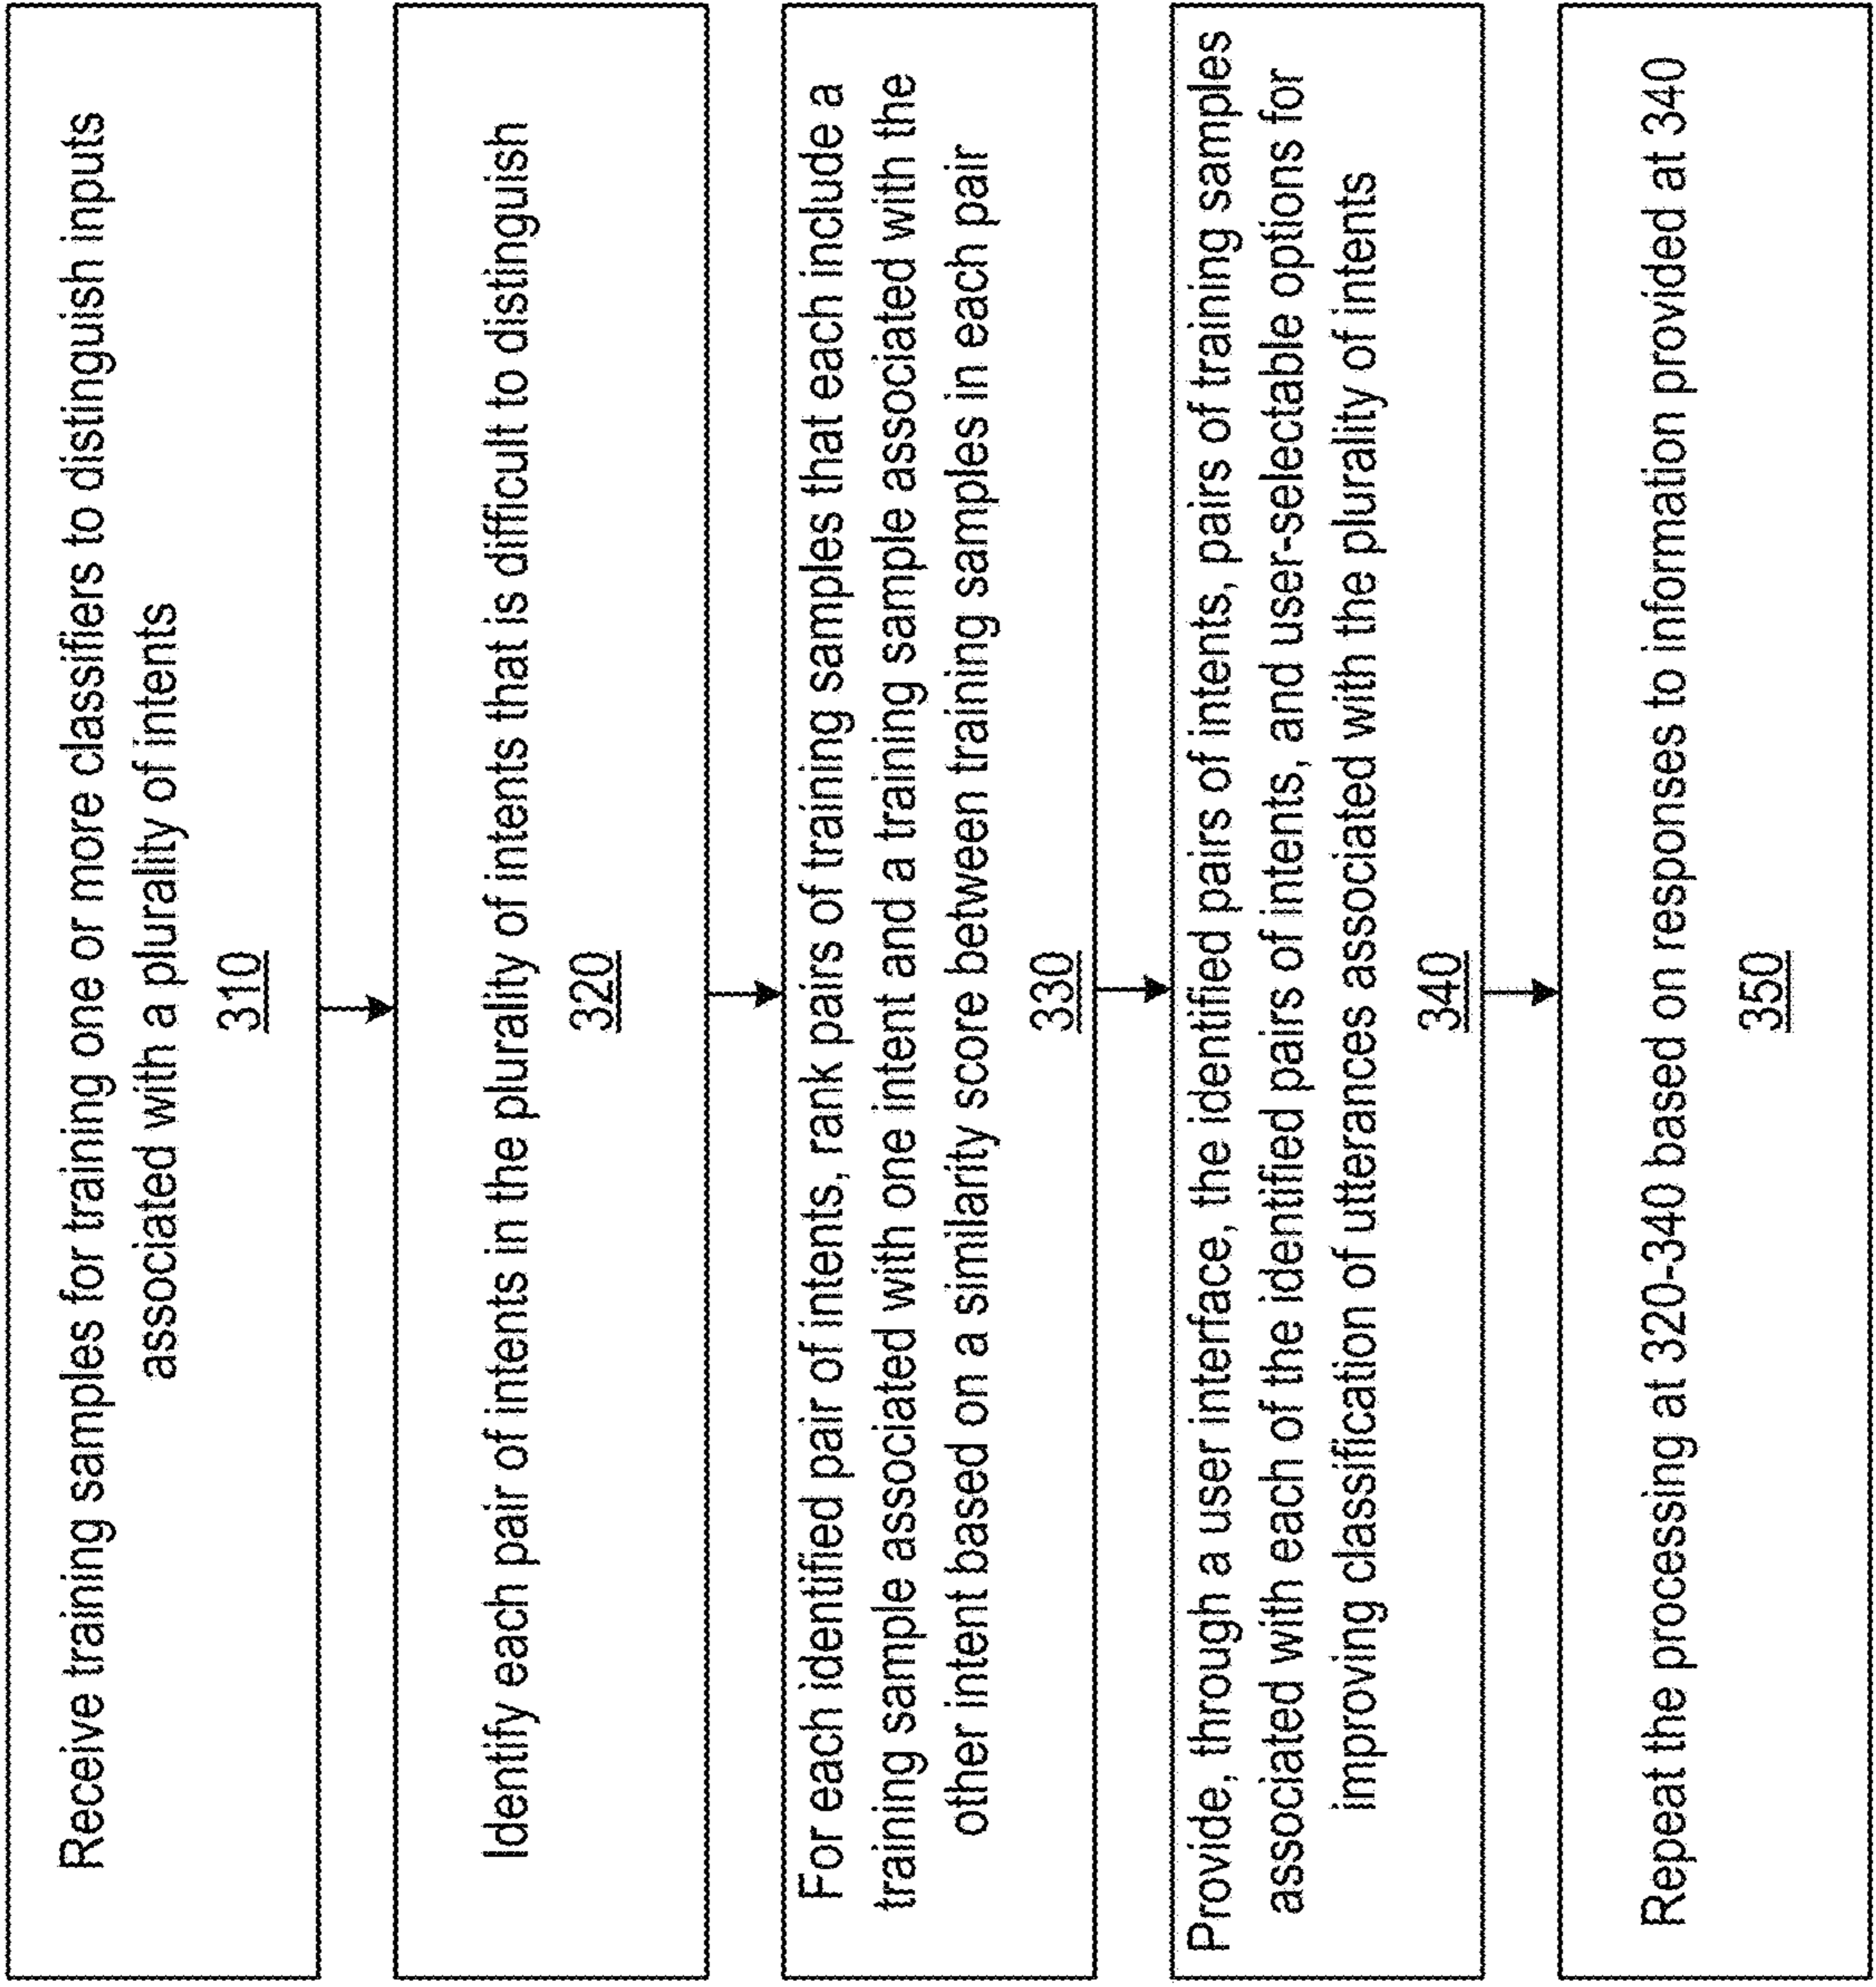 Receive training samples for training one or more classifiers to distinguish inputs
associated with a plurality of intents
310
Identify each pair of intents in the plurality of intents that is difficult to distinguish
320
For each identified pair of intents, rank pairs of training samples that each include a
training sample associated with one intent and a training sample associated with the
other intent based on a similarity score between training samples in each pair
330
Provide, through a user interface, the identified pairs of intents, pairs of training samples
associated with each of the identified pairs of intents, and user-selectable options for
improving classification of utterances associated with the plurality of intents
340
Repeat the processing at 320-340 based on responses to information provided at 340
350